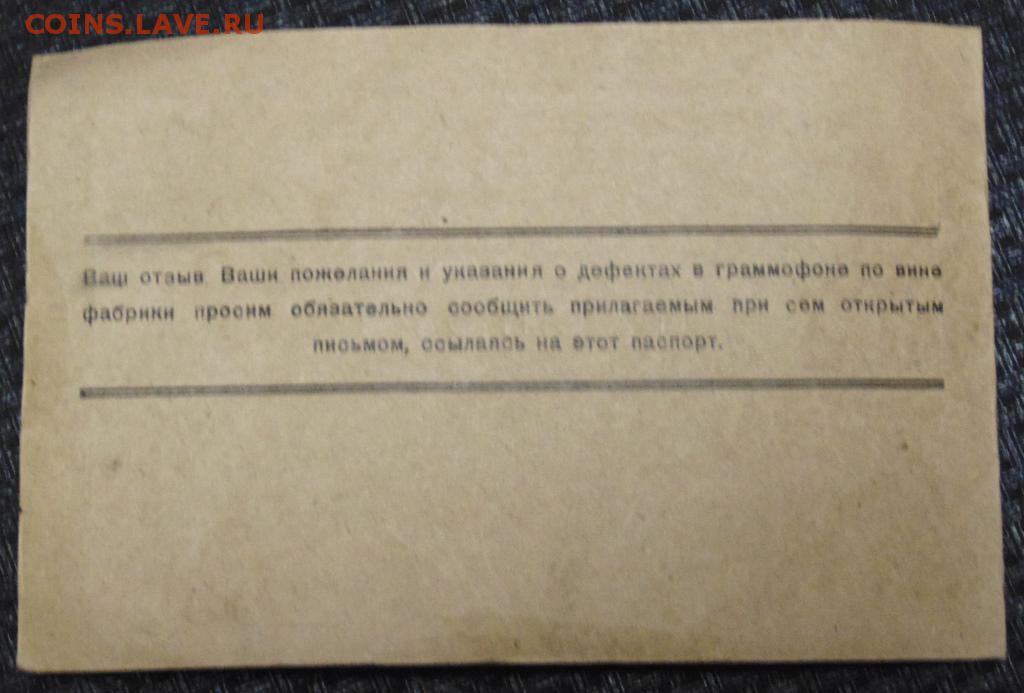 COINS.LAVE.RU
Ваш отзыв. Ваши пожелания и указания о дефектах в граммофоне по вине
фабрики просим обязательно сообщить прилагаемым при сем открытым
письмом, ссылаясь на этот паспорт.